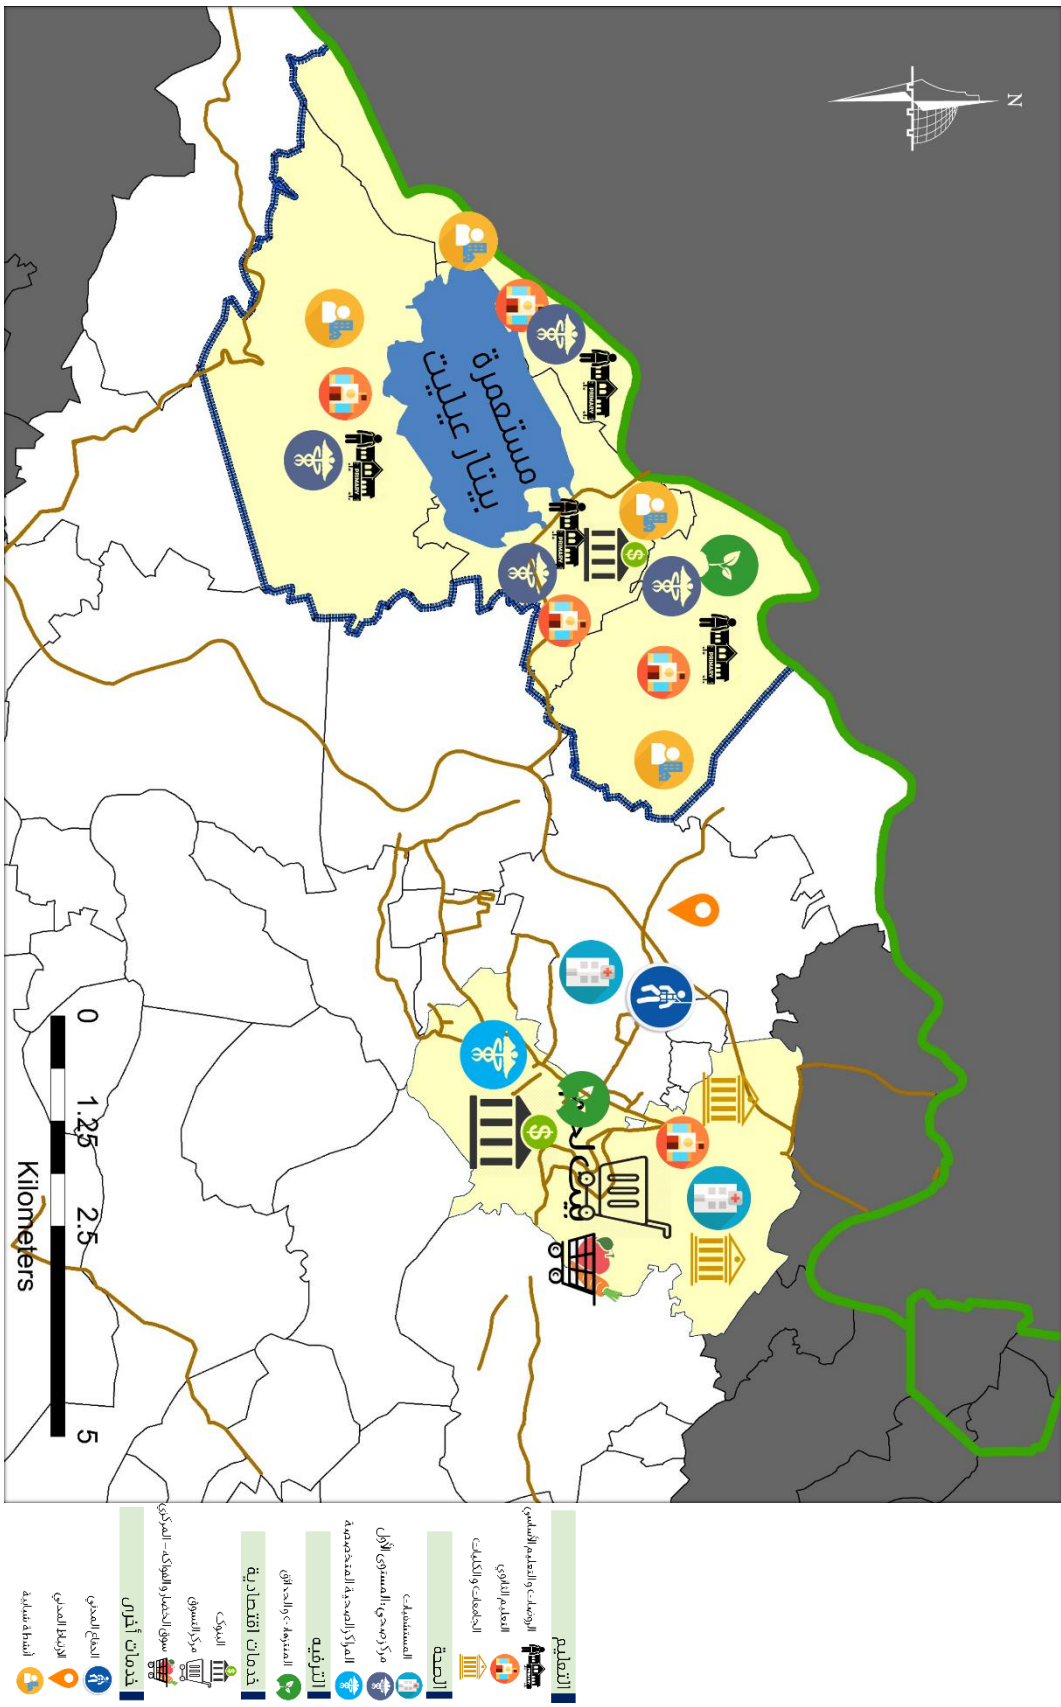 N
مستعمرة
بيتار عيليت
0
1.25
2.5
5
Kilometers
التعليم
الروضات والتعليم الأساسي
التعليم الثانوي
الجامعات والكليات
الصحة
المستشفيات
مركز صحي: المستوى الأول
المراكز الصحية المتخصصة
الترفيه
المنتزهات والحدائق
خدمات اقتصادية
البنوك
مركز التسوق
سوق الخضار والفواكه - المركزي
خدمات أخرى
الدفاع المدني
الارتباط المدني
أنشطة شبابية